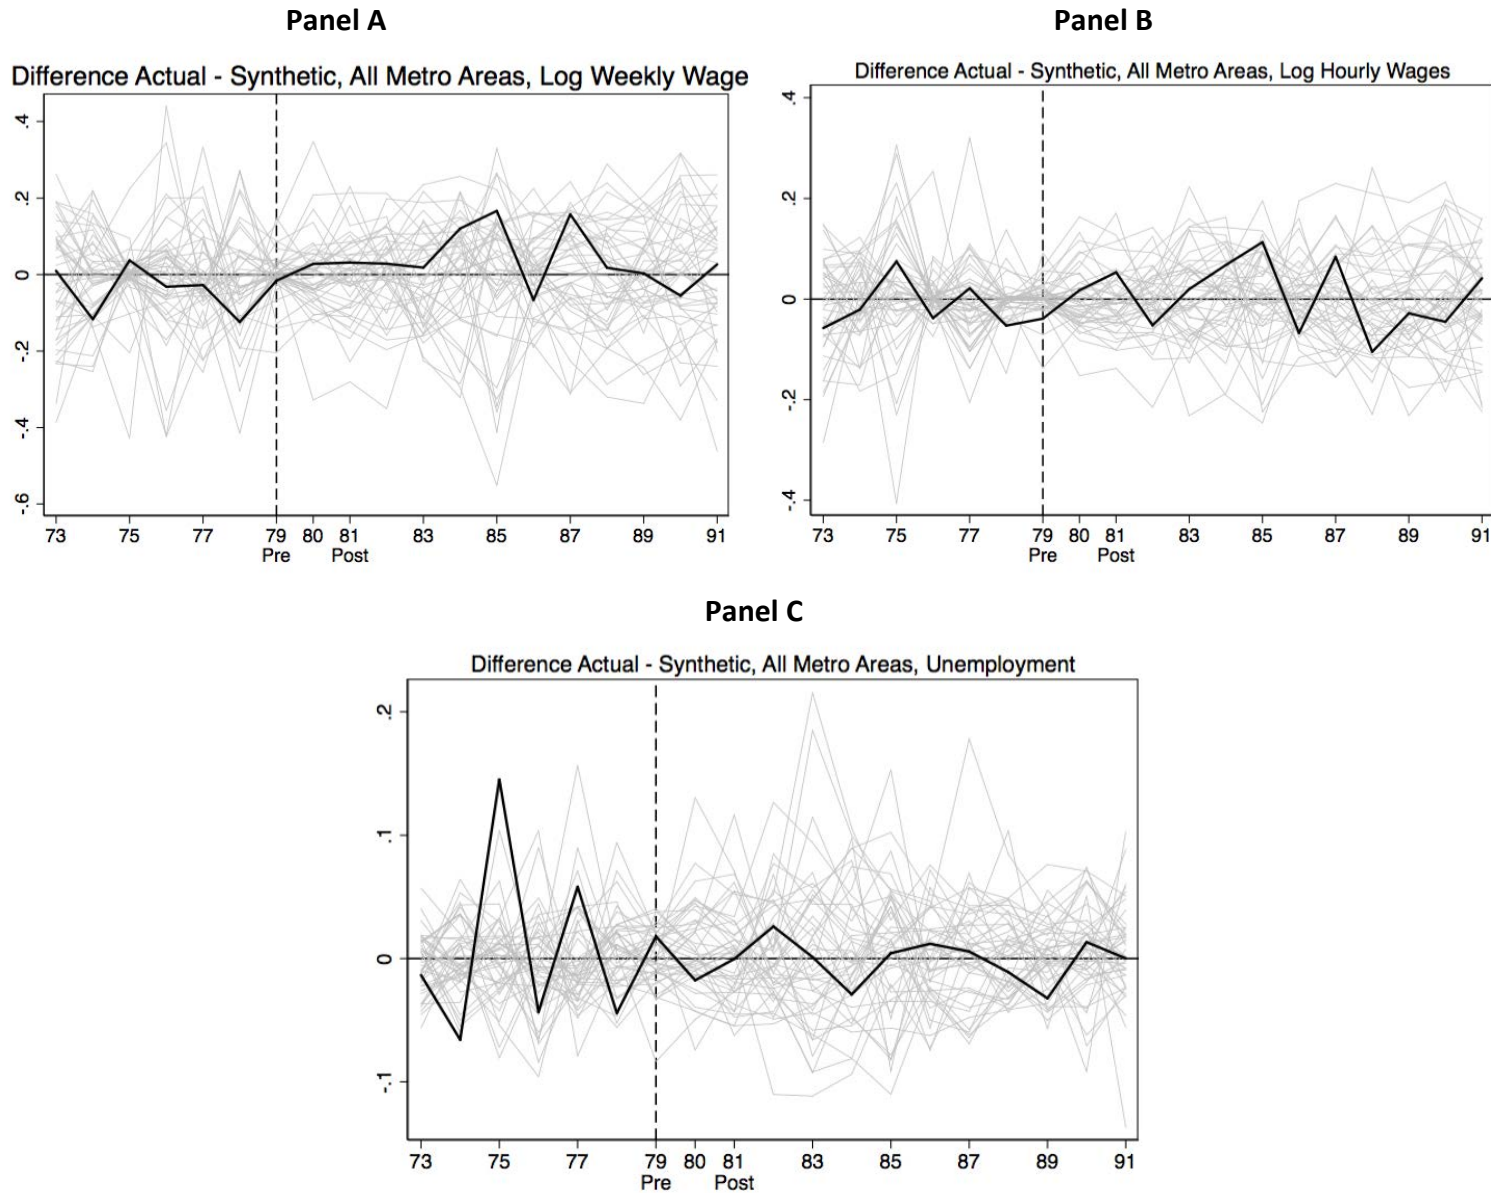 Panel A
Difference Actual - Synthetic, All Metro Areas, Log Weekly Wage
.4
.2
0
-.2
-.4
-.6
73 75 77 79 80 81 83 85 87 89 91
Pre Post
Panel B
Difference Actual - Synthetic, All Metro Areas, Log Hourly Wages
.4
.2
0
-.2
-.4
73 75 77 79 80 81 83 85 87 89 91
Pre Post
Panel C
Difference Actual - Synthetic, All Metro Areas, Unemployment
.2
.1
0
-.1
73 75 77 79 80 81 83 85 87 89 91
Pre Post